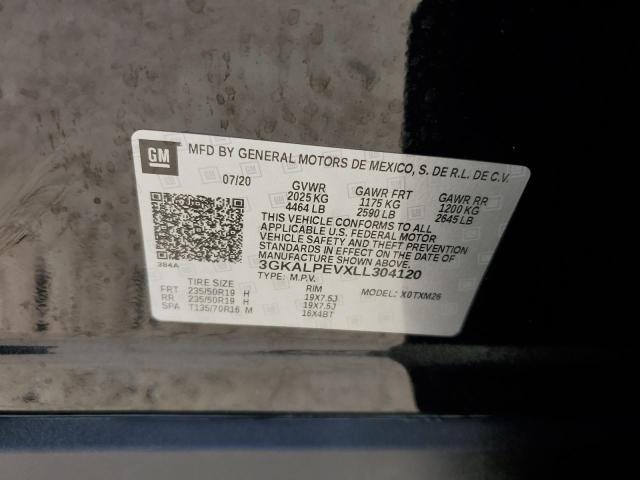 GM MFD BY GENERAL MOTORS DE MEXICO, S. DE R.L. DE C.V.
07/20 GVWR GAWR FRT GAWR RR
2025 KG 1175 KG 1200 KG
4464 LB 2590 LB 2645 LB
THIS VEHICLE CONFORMS TO ALL
APPLICABLE U.S. FEDERAL MOTOR
VEHICLE SAFETY AND THEFT PREVENTION
STANDARDS IN EFFECT ON THE DATE OF
MANUFACTURE SHOWN ABOVE.
384A 3GKALPEVXLL304120
TYPE: M.P.V.
TIRE SIZE RIM MODEL: X0TXM26
FRT 235/50R19 H 19X7.5J
RR 235/50R19 H 19X7.5J
SPA T135/70R16 M 16X4BT